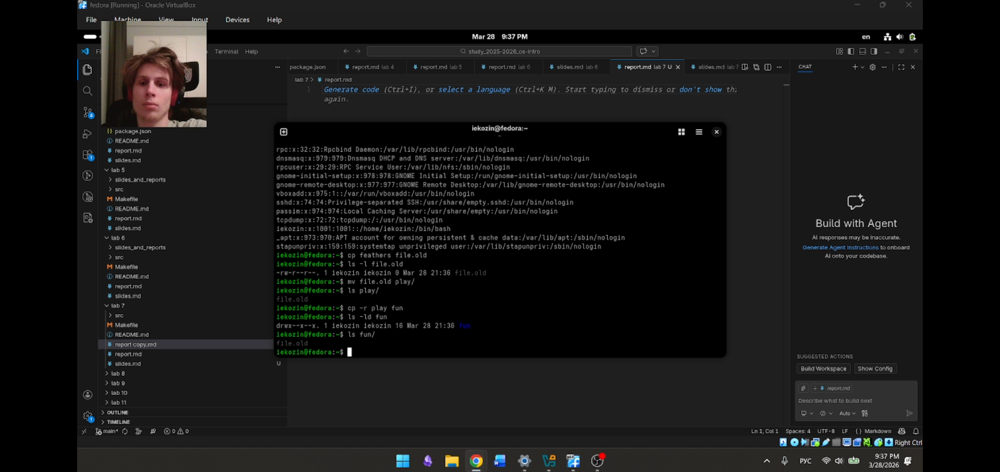 fedora [Running] - Oracle VirtualBox
File Machine View Input Devices Help
Mar 28 9:37 PM
en
Terminal Help
study_2025-2026_os-intro
package.json
report.md lab 4
report.md lab 5
report.md lab 6
slides.md lab 6
report.md lab 7 U
slides.md lab 7
CHAT
lab 7 > report.md
1 Generate code (Ctrl+I), or select a language (Ctrl+K M). Start typing to dismiss or don't show thi
again.
package.json
README.md
report.md
slides.md
lab 5
slides_and_reports
src
Makefile
README.md
report.md
slides.md
lab 6
slides_and_reports
src
Makefile
README.md
report.md
slides.md
lab 7
src
Makefile
README.md
report copy.md
report.md
slides.md
U
lab 8
lab 9
lab 10
lab 11
OUTLINE
TIMELINE
iekozin@fedora:~
~
rpc:x:32:32:Rpcbind Daemon:/var/lib/rpcbind:/usr/bin/nologin
dnsmasq:x:979:979:Dnsmasq DHCP and DNS server:/var/lib/dnsmasq:/usr/bin/nologin
rpcuser:x:29:29:RPC Service User:/var/lib/nfs:/sbin/nologin
gnome-initial-setup:x:978:978:GNOME Initial Setup:/run/gnome-initial-setup:/usr/bin/nologin
gnome-remote-desktop:x:977:977:GNOME Remote Desktop:/var/lib/gnome-remote-desktop:/usr/bin/nologin
vboxadd:x:975:1::/var/run/vboxadd:/usr/bin/nologin
sshd:x:74:74:Privilege-separated SSH:/usr/share/empty.sshd:/usr/bin/nologin
passim:x:974:974:Local Caching Server:/usr/share/empty:/usr/bin/nologin
tcpdump:x:72:72:tcpdump:/:/usr/bin/nologin
iekozin:x:1001:1001::/home/iekozin:/bin/bash
_apt:x:973:970:APT account for owning persistent & cache data:/var/lib/apt:/sbin/nologin
stapunpriv:x:159:159:systemtap unprivileged user:/var/lib/stapunpriv:/sbin/nologin
iekozin@fedora:~$ cp feathers file.old
iekozin@fedora:~$ ls -l file.old
-rw-r--r--. 1 iekozin iekozin 0 Mar 28 21:36 file.old
iekozin@fedora:~$ mv file.old play/
iekozin@fedora:~$ ls play/
file.old
iekozin@fedora:~$ cp -r play fun
iekozin@fedora:~$ ls -ld fun
drwx--x--x. 1 iekozin iekozin 16 Mar 28 21:36 fun
iekozin@fedora:~$ ls fun/
file.old
iekozin@fedora:~$
Build with Agent
AI responses may be inaccurate.
Generate Agent Instructions to onboard
AI onto your codebase.
SUGGESTED ACTIONS
Build Workspace
Show Config
report.md
Describe what to build next
Auto
main*
0 0
Ln 1, Col 1 Spaces: 4 UTF-8 LF { } Markdown
Right Ctrl
РУС
9:37 PM
3/28/2026